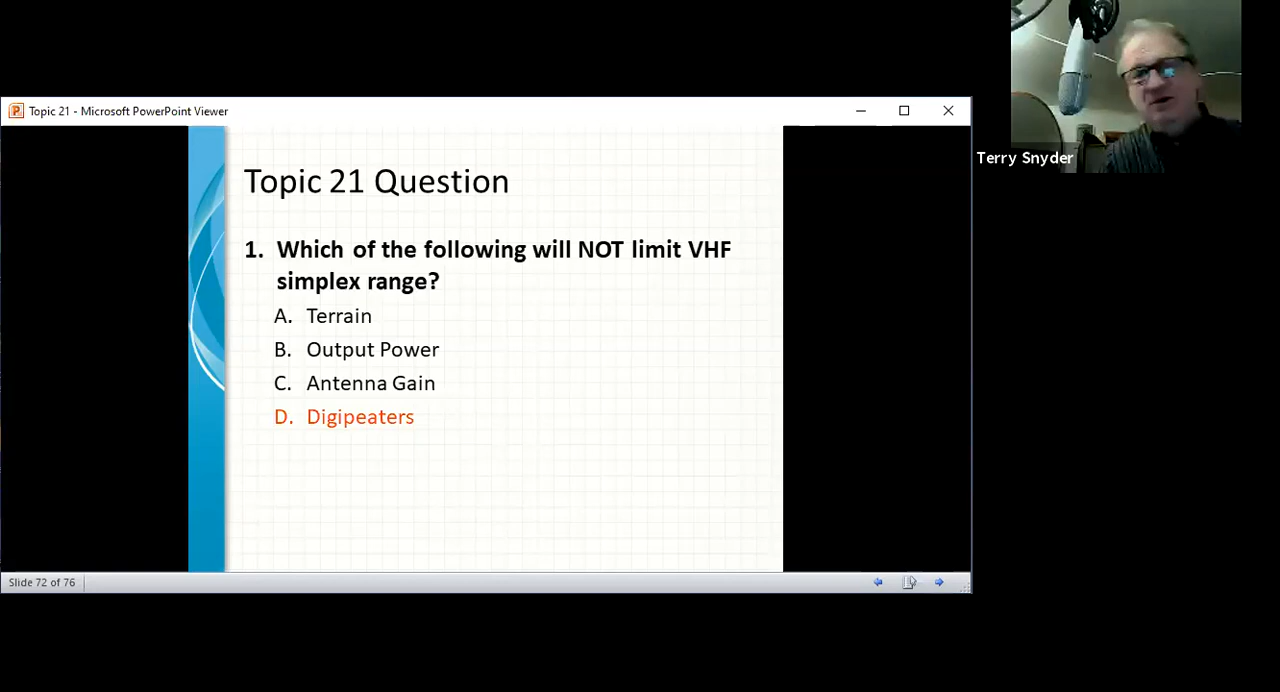 Topic 21 - Microsoft PowerPoint Viewer
Terry Snyder
Topic 21 Question
1. Which of the following will NOT limit VHF
simplex range?
A. Terrain
B. Output Power
C. Antenna Gain
D. Digipeaters
Slide 72 of 76